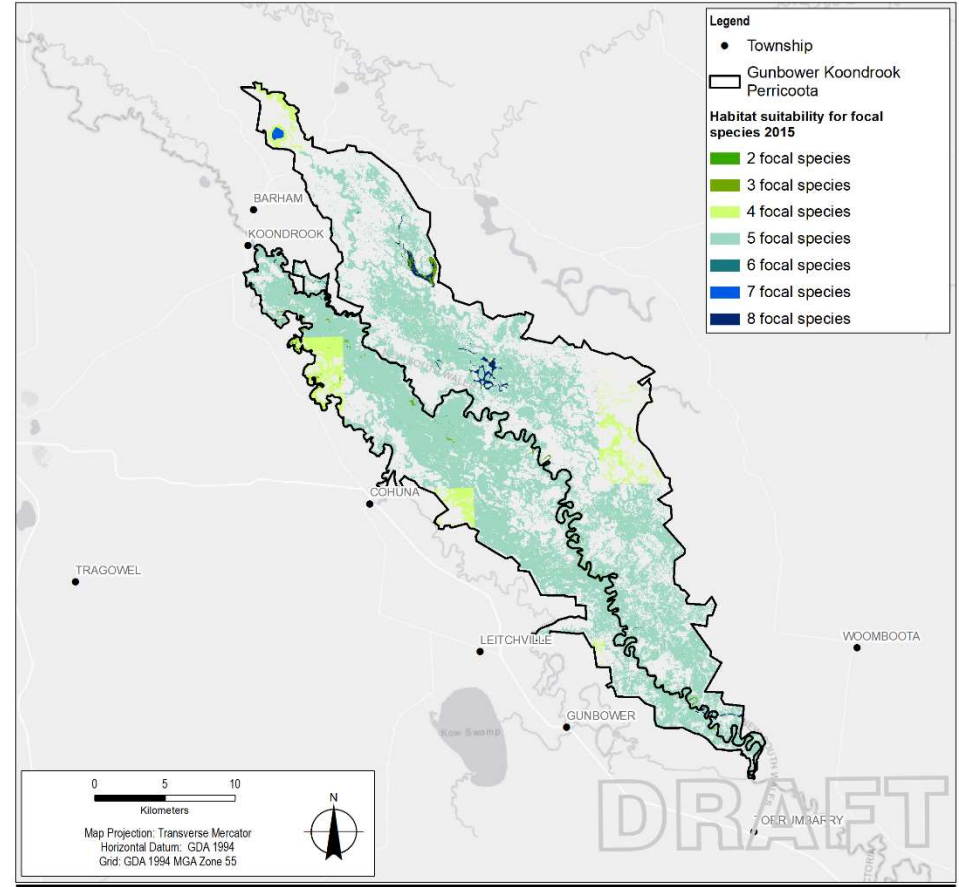 Legend
Township
Gunbower Koondrook
Perricoota
Habitat suitability for focal
species 2015
2 focal species
3 focal species
4 focal species
5 focal species
6 focal species
7 focal species
8 focal species
BARHAM
KOONDROOK
COHUNA
TRAGOWEL
LEITCHVILLE
WOOMBOOTA
GUNBOWER
Kow Swamp
TORRUMBARRY
DRAFT
0 5 10
Kilometers
Map Projection: Transverse Mercator
Horizontal Datum: GDA 1994
Grid: GDA 1994 MGA Zone 55
N